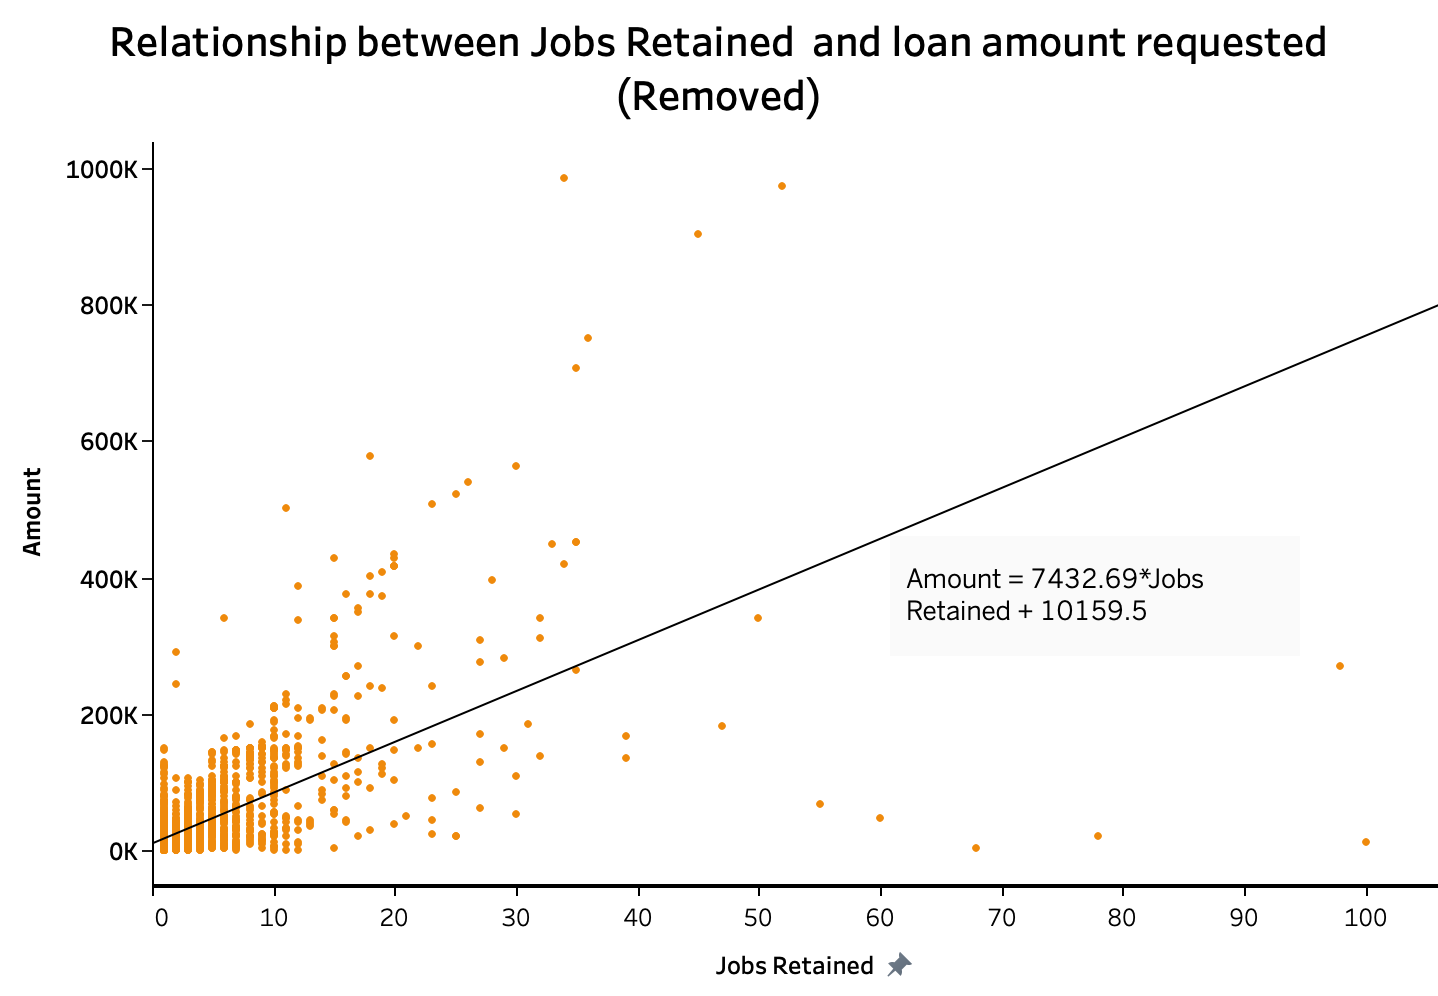 Relationship between Jobs Retained  and loan amount requested
(Removed)
1000K
800K
600K
400K
200K
0K
Amount
Amount = 7432.69*Jobs
Retained + 10159.5
0 10 20 30 40 50 60 70 80 90 100
Jobs Retained